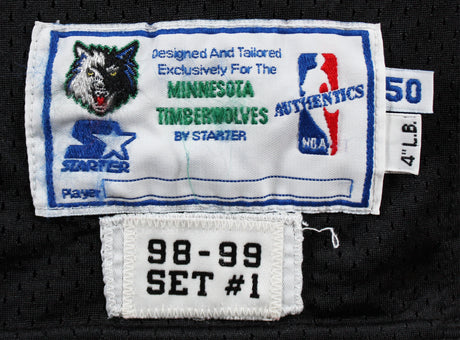 Designed And Tailored
Exclusively For The
MINNESOTA
TIMBERWOLVES
BY STARTER
STARTER
Player
AUTHENTICS
NBA
50
4" L.B.
98-99
SET #1